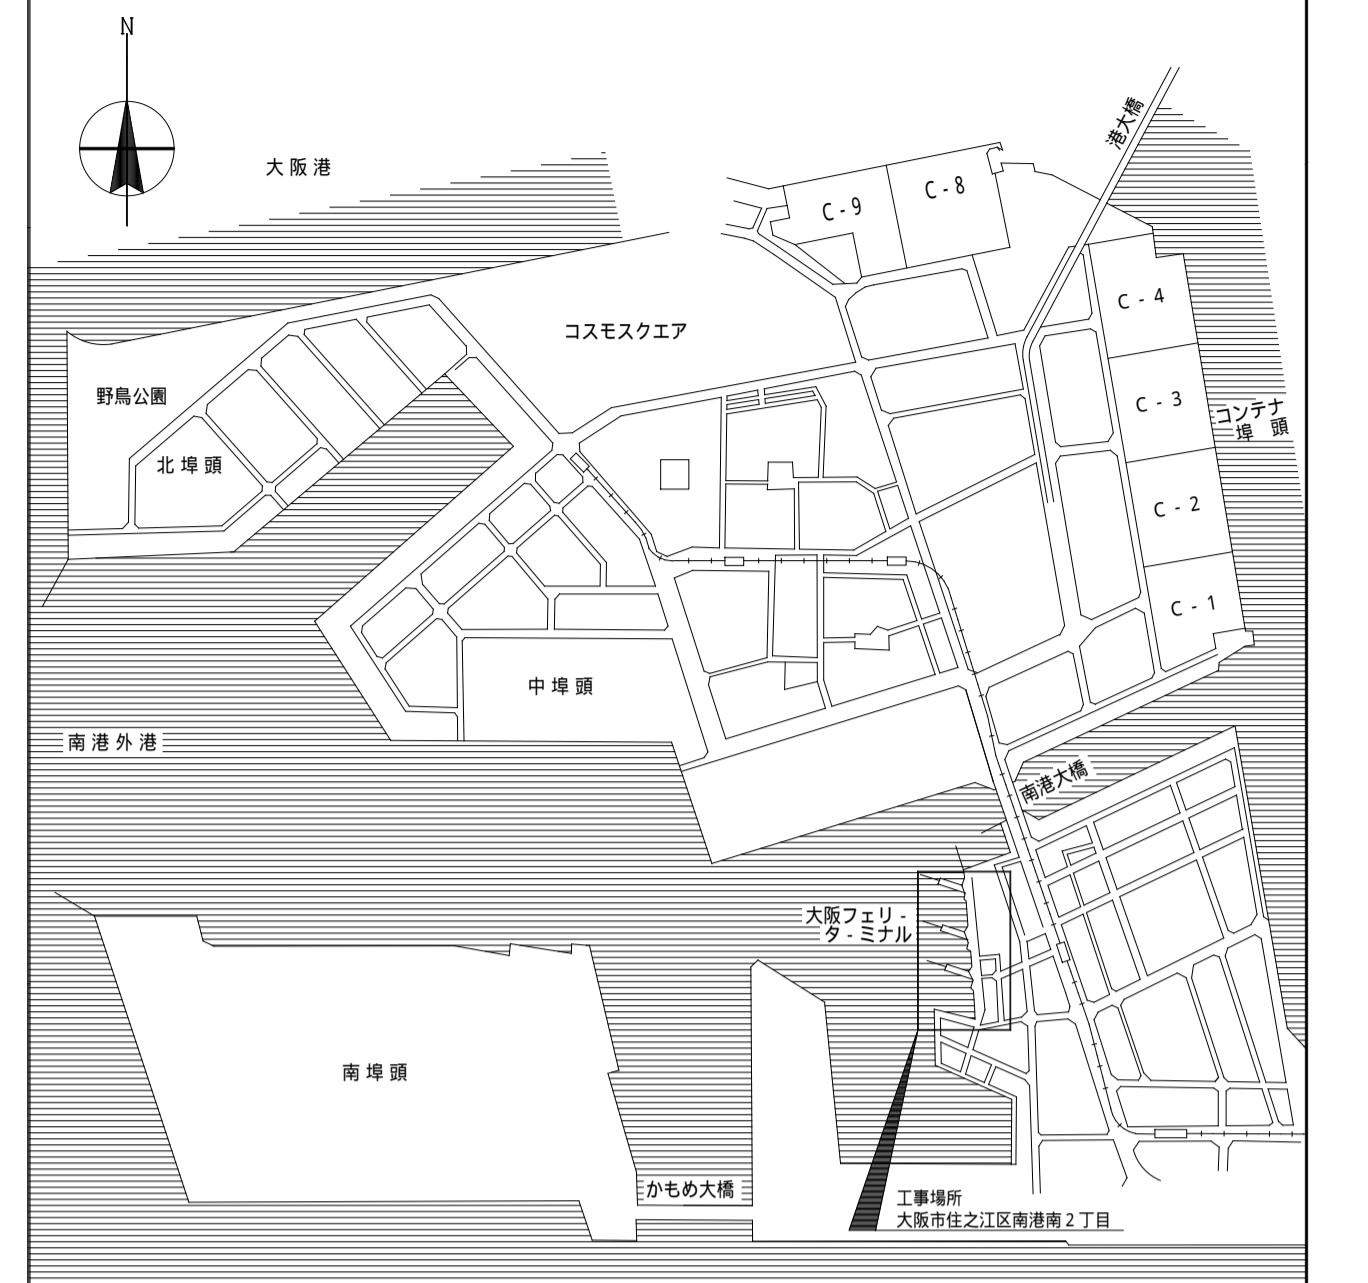 N
大阪港
港大橋
C-9
C-8
C-4
コスモスクエア
野鳥公園
C-3
コンテナ
埠頭
北埠頭
C-2
C-1
中埠頭
南港外港
南港大橋
大阪フェリ-
タ-ミナル
南埠頭
かもめ大橋
工事場所
大阪市住之江区南港南2丁目